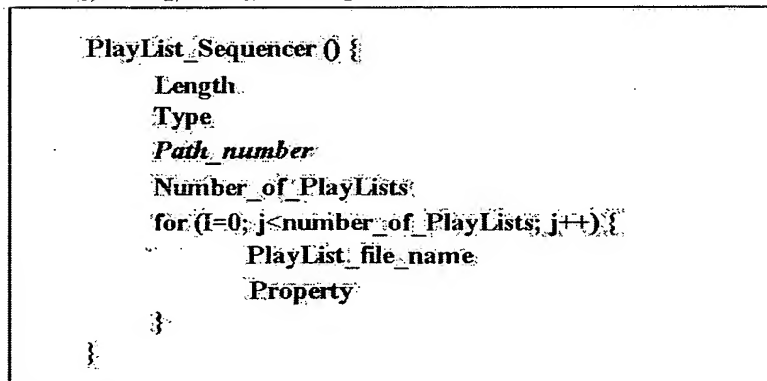 PlayList_Sequencer () {
Length
Type
Path_number
Number_of_PlayLists
for (I=0; j<number_of_PlayLists; j++) {
PlayList_file_name
Property
}
}